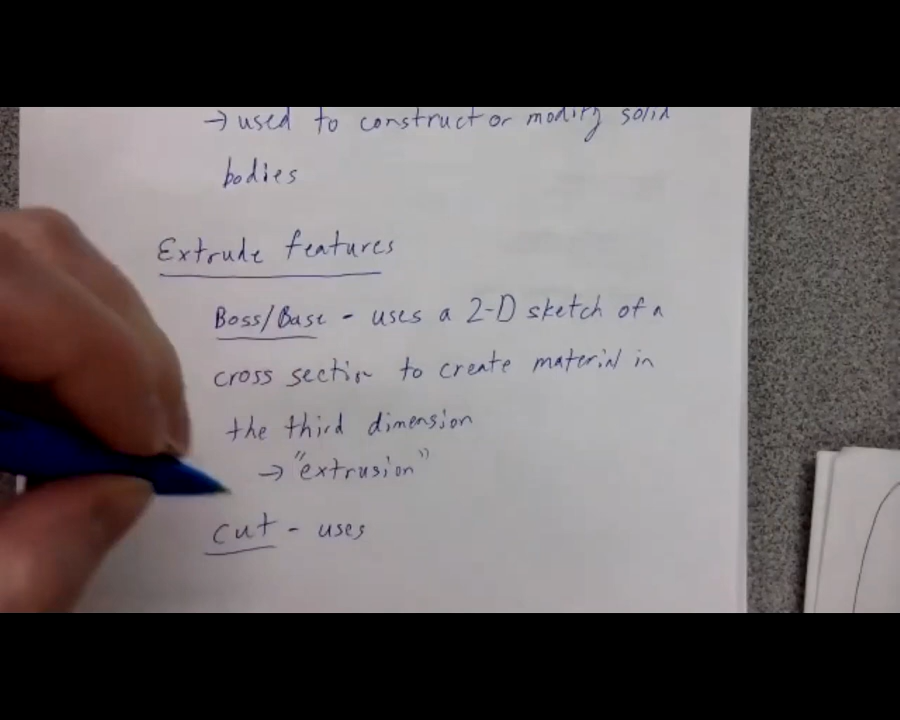 → used to construct or modify solid
bodies
Extrude features
Boss/Base - uses a 2-D sketch of a
cross section to create material in
the third dimension
→ "extrusion"
cut - uses